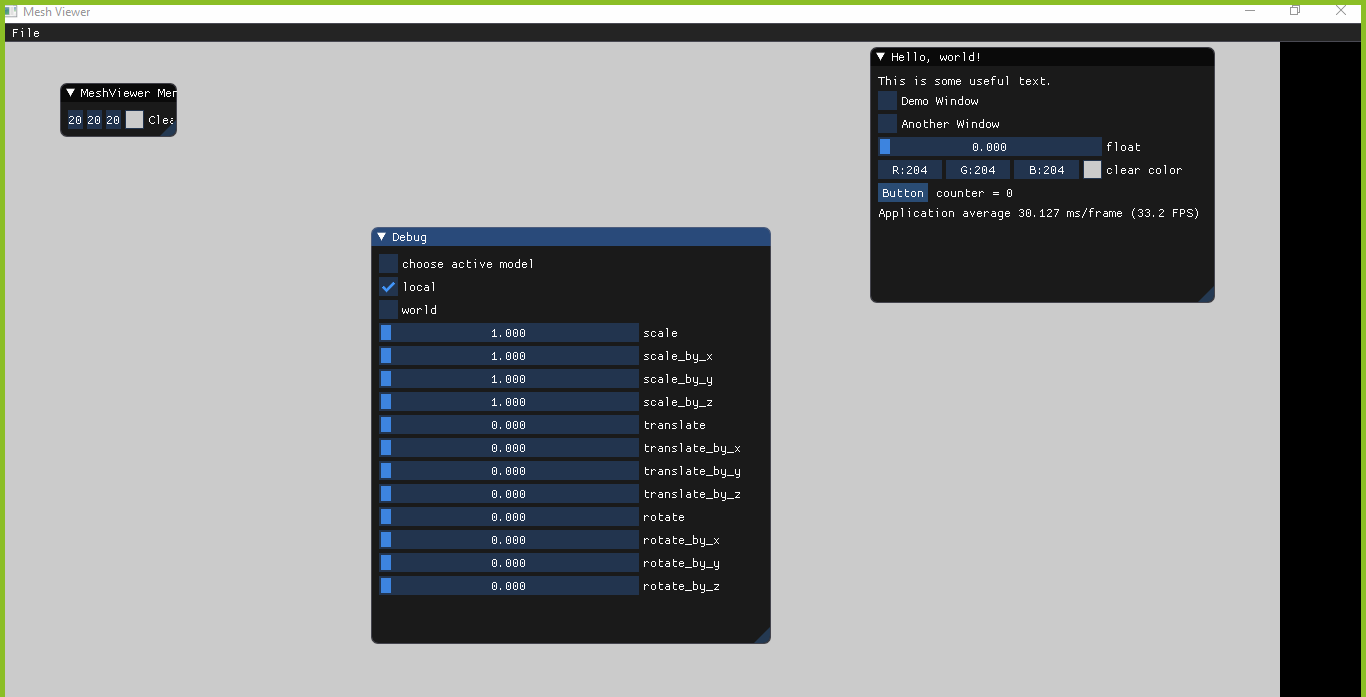 Mesh Viewer
File
MeshViewer
20 20 20
Hello, world!
This is some useful text.
Demo Window
Another Window
0.000 float
R:204 G:204 B:204 clear color
Button counter = 0
Application average 30.127 ms/frame (33.2 FPS)
Debug
choose active model
local
world
1.000 scale
1.000 scale_by_x
1.000 scale_by_y
1.000 scale_by_z
0.000 translate
0.000 translate_by_x
0.000 translate_by_y
0.000 translate_by_z
0.000 rotate
0.000 rotate_by_x
0.000 rotate_by_y
0.000 rotate_by_z